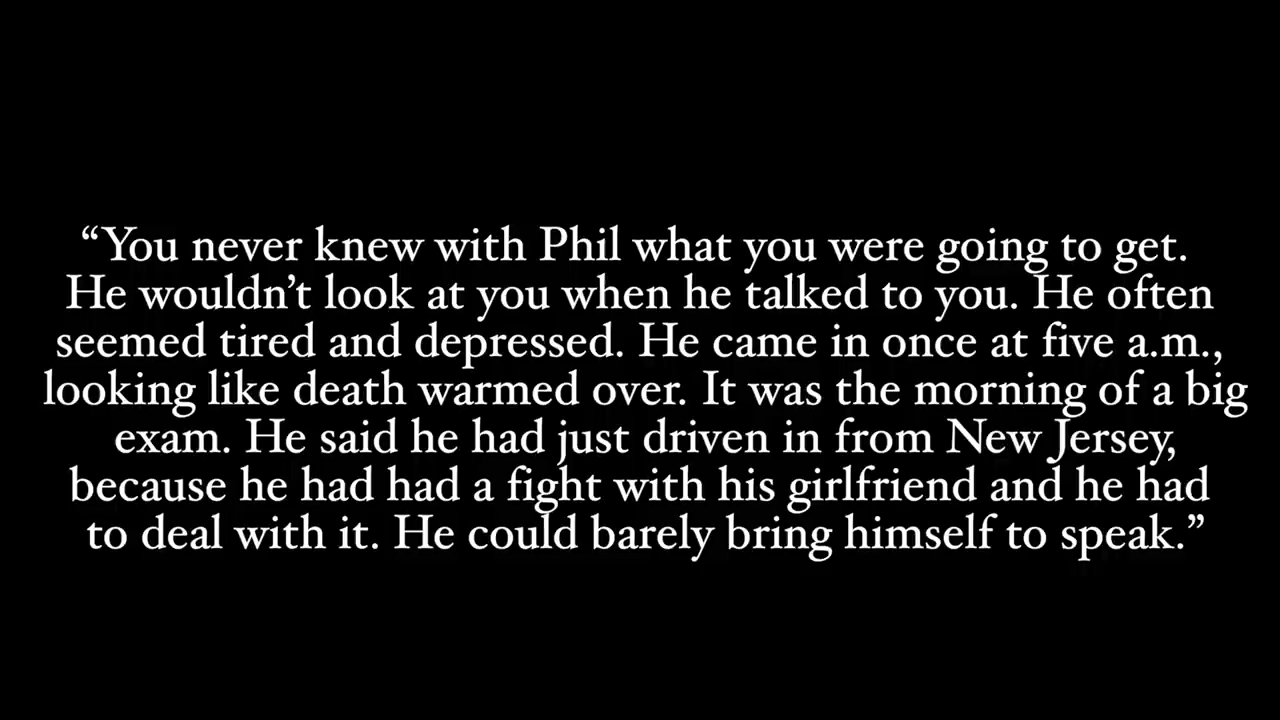 “You never knew with Phil what you were going to get.
He wouldn’t look at you when he talked to you. He often
seemed tired and depressed. He came in once at five a.m.,
looking like death warmed over. It was the morning of a big
exam. He said he had just driven in from New Jersey,
because he had had a fight with his girlfriend and he had
to deal with it. He could barely bring himself to speak.”